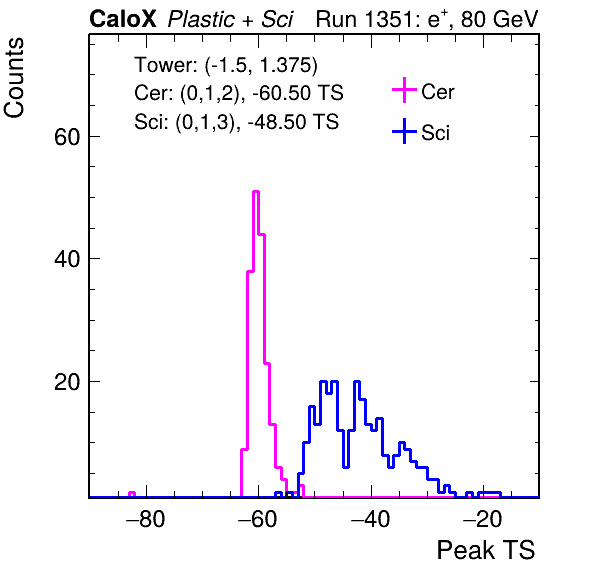 CaloX Plastic + Sci Run 1351: e⁺, 80 GeV
Counts
Tower: (-1.5, 1.375)
Cer: (0,1,2), -60.50 TS
Sci: (0,1,3), -48.50 TS
Cer
Sci
60
40
20
−80 −60 −40 −20
Peak TS